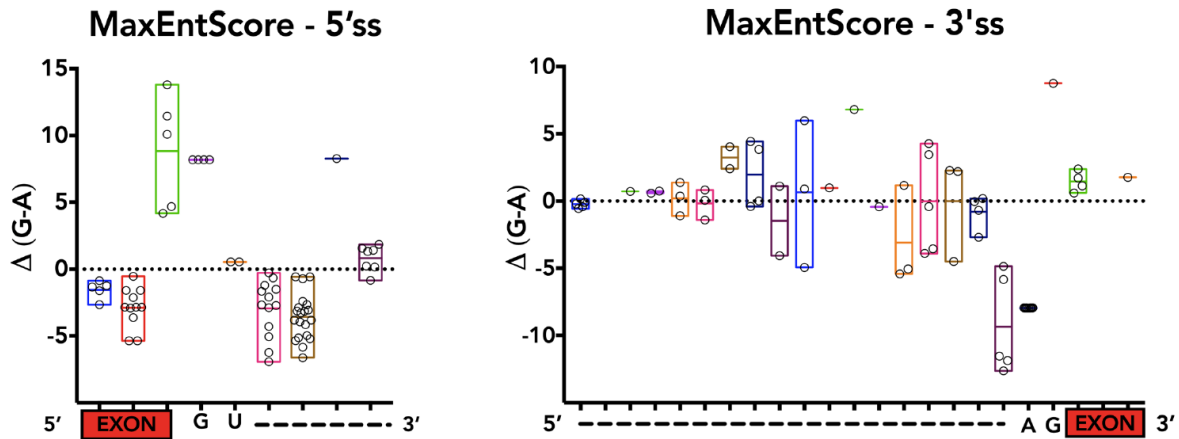 MaxEntScore - 5'ss
15
10
5
0
-5
Δ (G-A)
5' EXON G U 3'
MaxEntScore - 3'ss
10
5
0
-5
-10
Δ (G-A)
5' A G EXON 3'